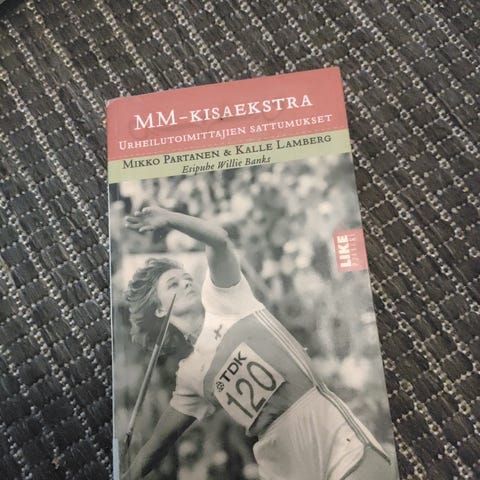 MM-KISAEKSTRA
URHEILUTOIMITTAJIEN SATTUMUKSET
MIKKO PARTANEN & KALLE LAMBERG
Esipuhe Willie Banks
LIKE
TDK
120